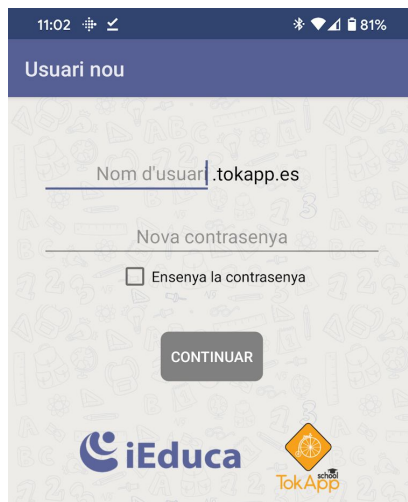 11:02 81%
Usuari nou
Nom d'usuari .tokapp.es
Nova contrasenya
Ensenya la contrasenya
CONTINUAR
iEduca
school
TokApp